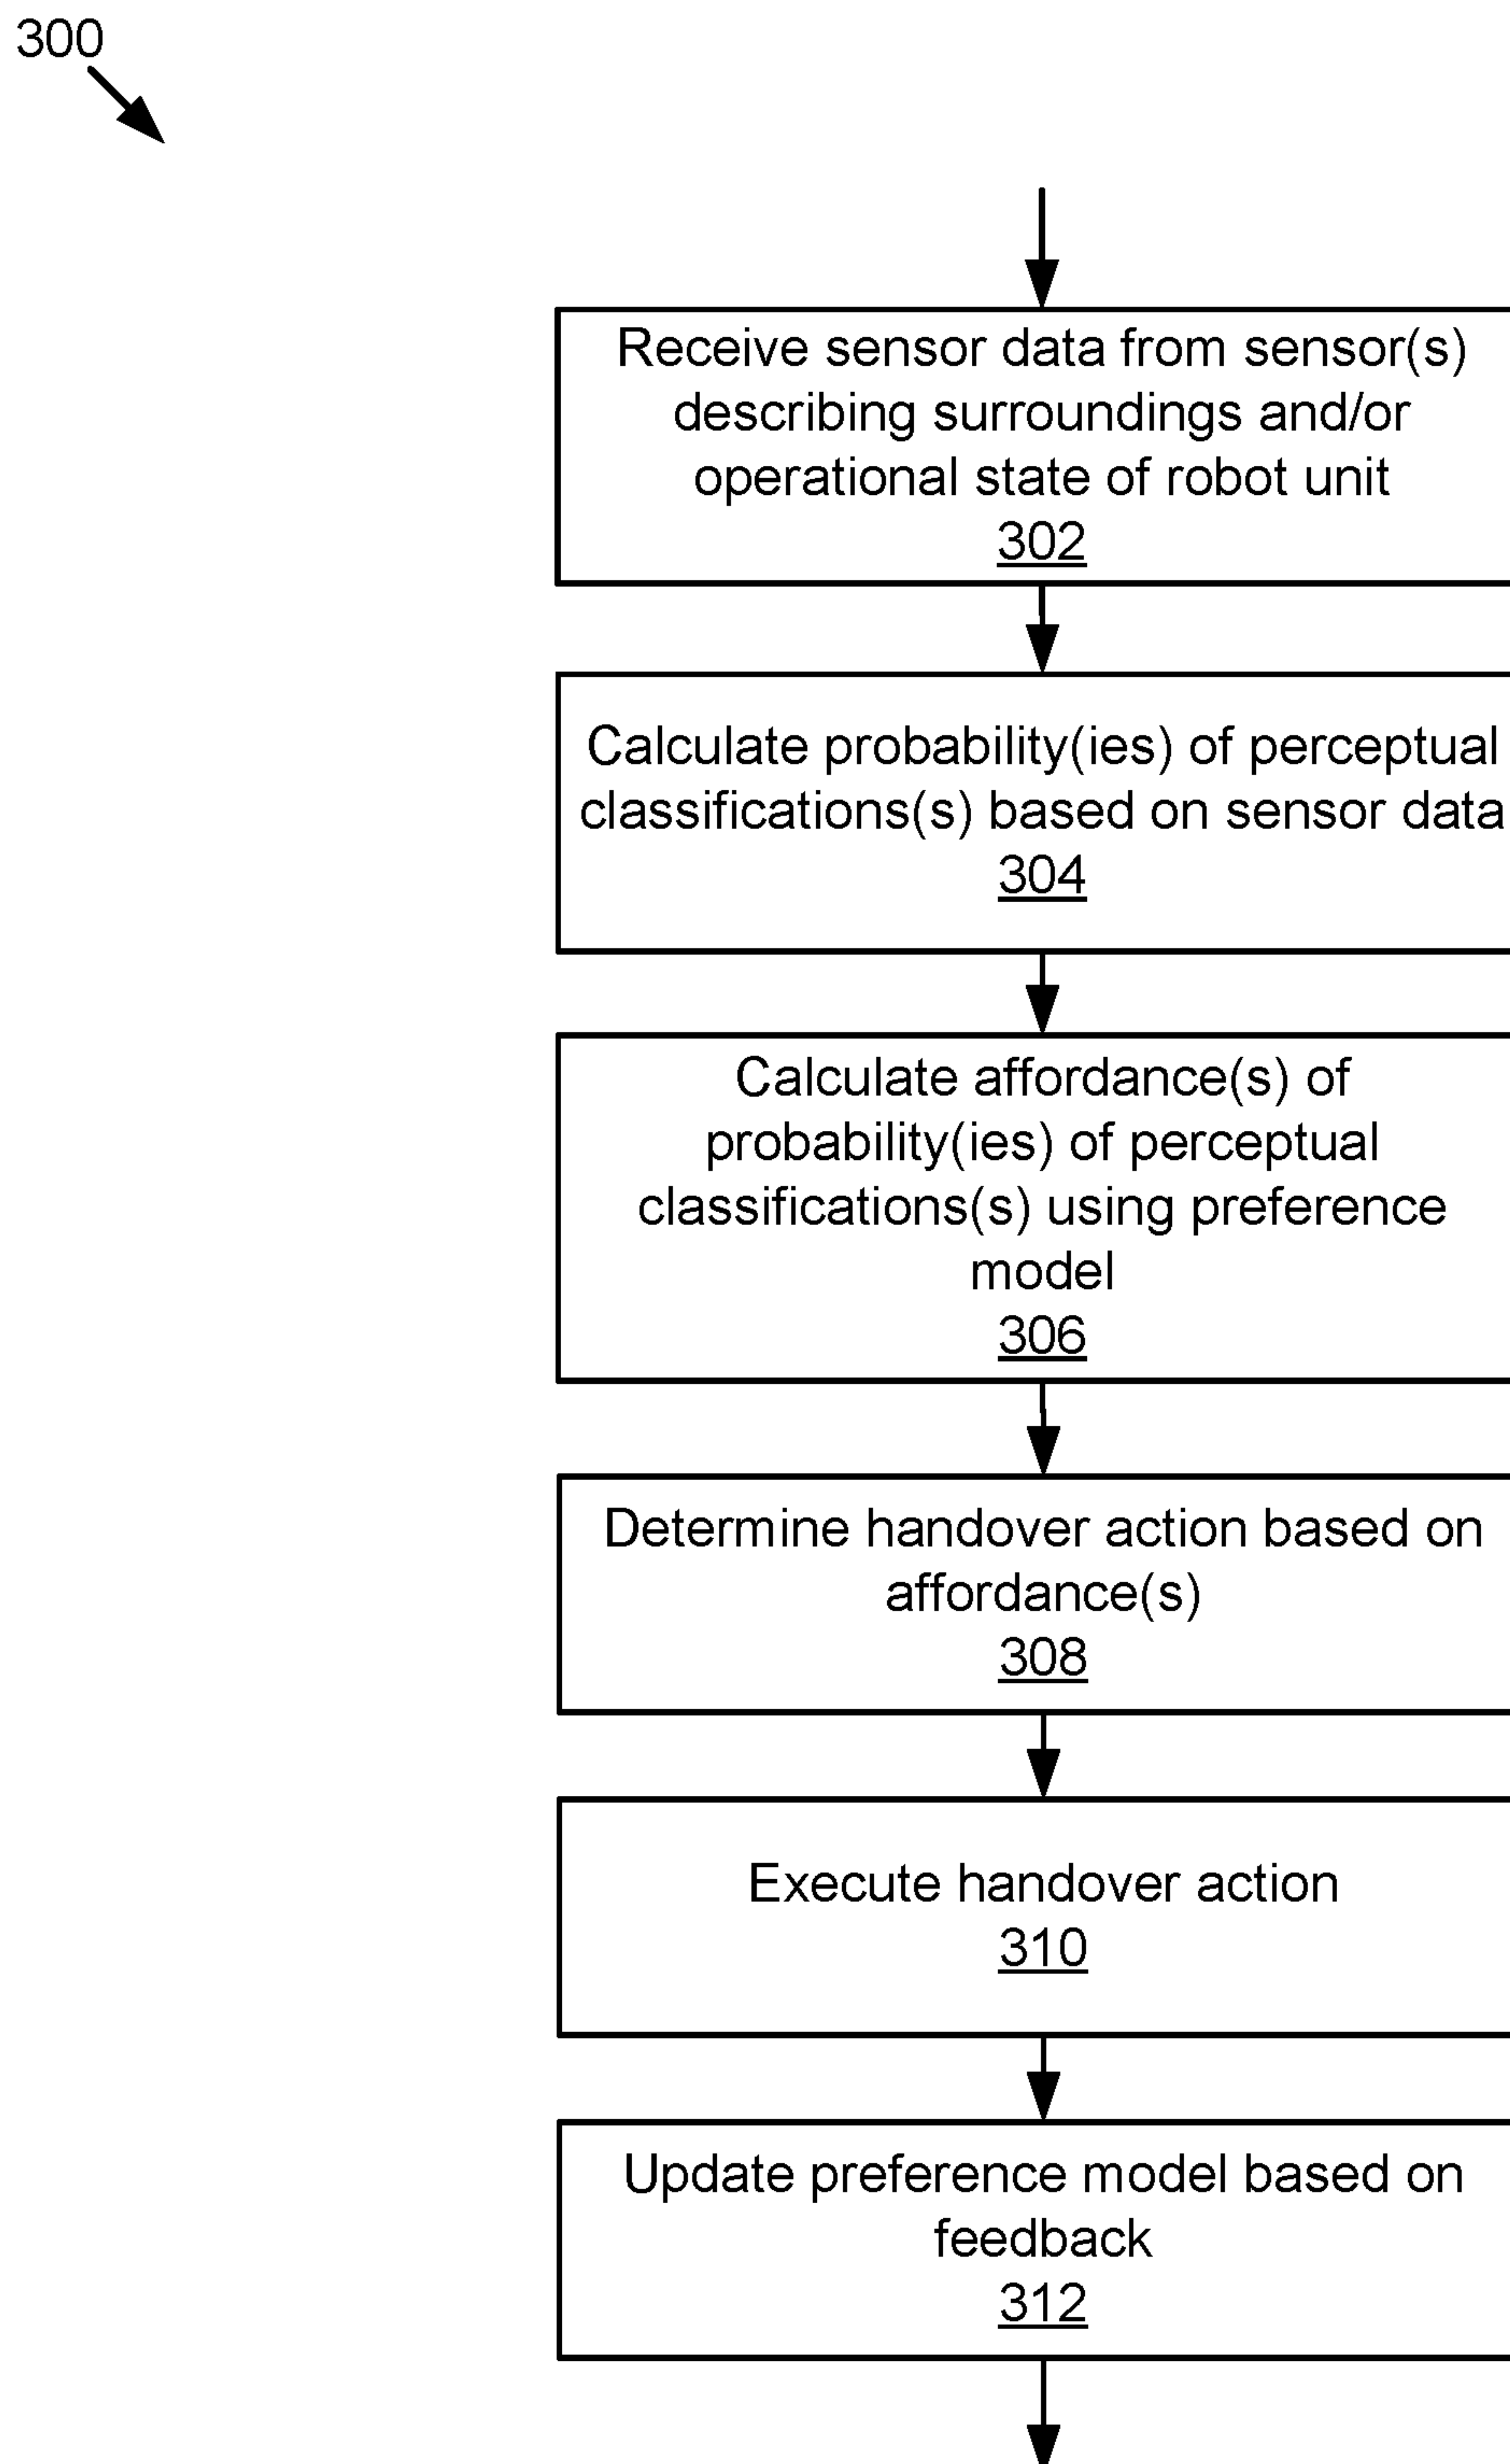 300
Receive sensor data from sensor(s)
describing surroundings and/or
operational state of robot unit
302
Calculate probability(ies) of perceptual
classifications(s) based on sensor data
304
Calculate affordance(s) of
probability(ies) of perceptual
classifications(s) using preference
model
306
Determine handover action based on
affordance(s)
308
Execute handover action
310
Update preference model based on
feedback
312